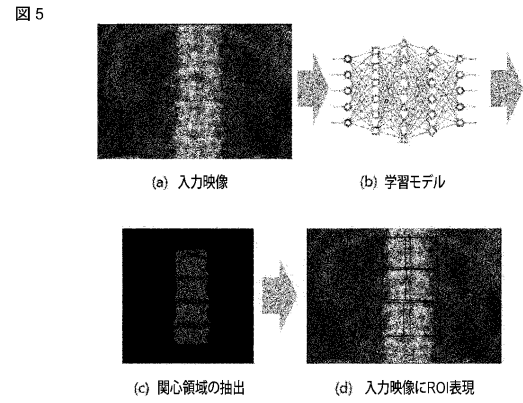 図 5
(a) 入力映像
(b) 学習モデル
(c) 関心領域の抽出
(d) 入力映像にROI表現